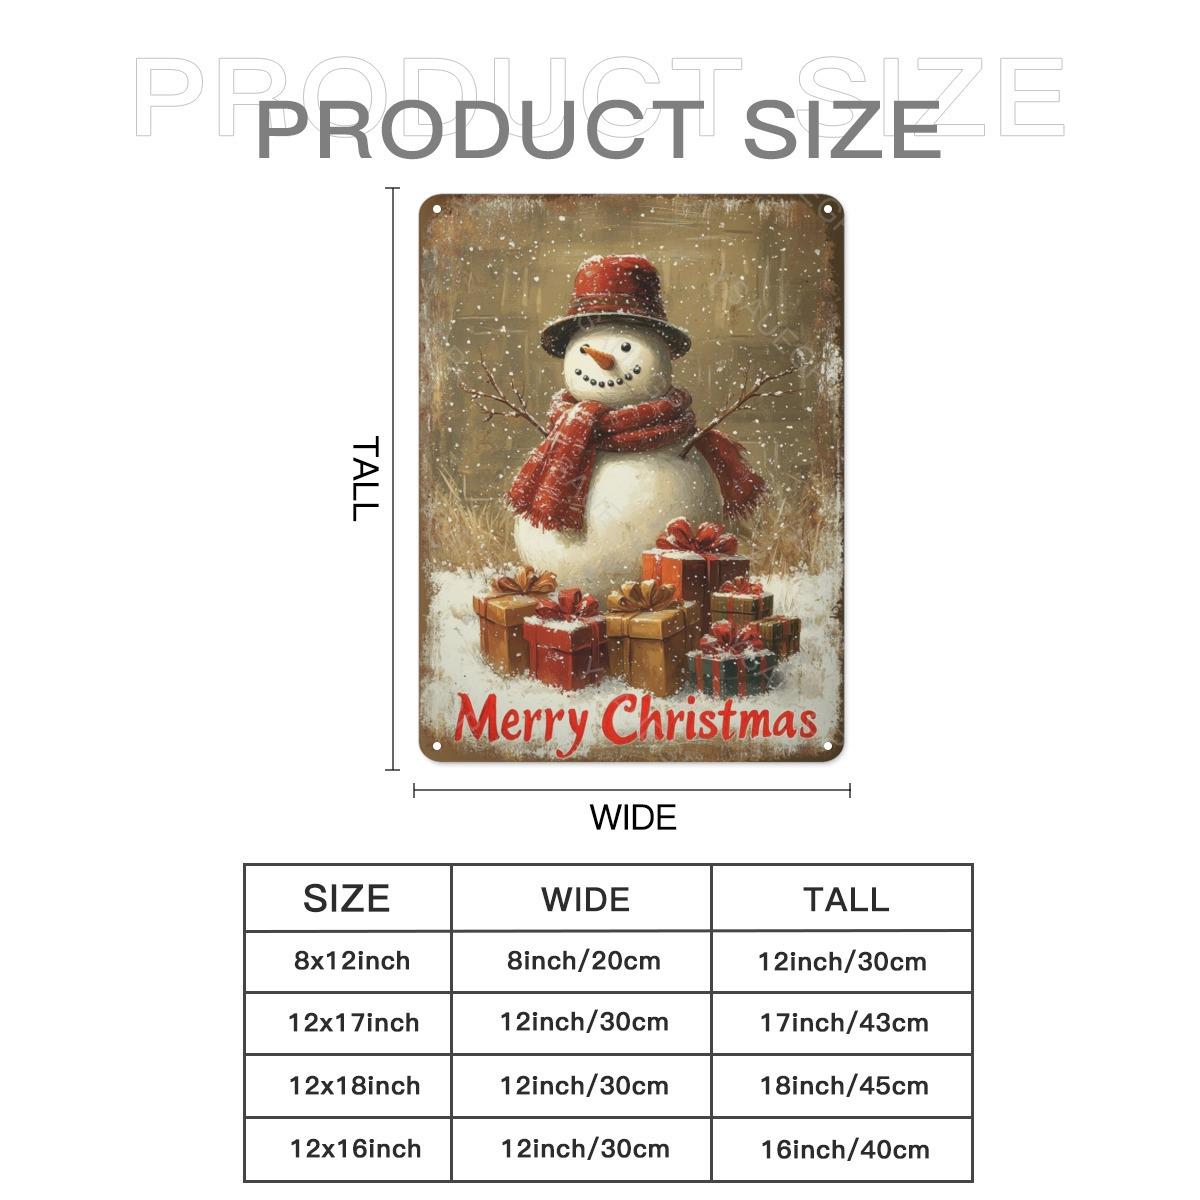 PRODUCT SIZE
PRODUCT SIZE
TALL
Merry Christmas
WIDE
SIZE WIDE TALL
8x12inch 8inch/20cm 12inch/30cm
12x17inch 12inch/30cm 17inch/43cm
12x18inch 12inch/30cm 18inch/45cm
12x16inch 12inch/30cm 16inch/40cm